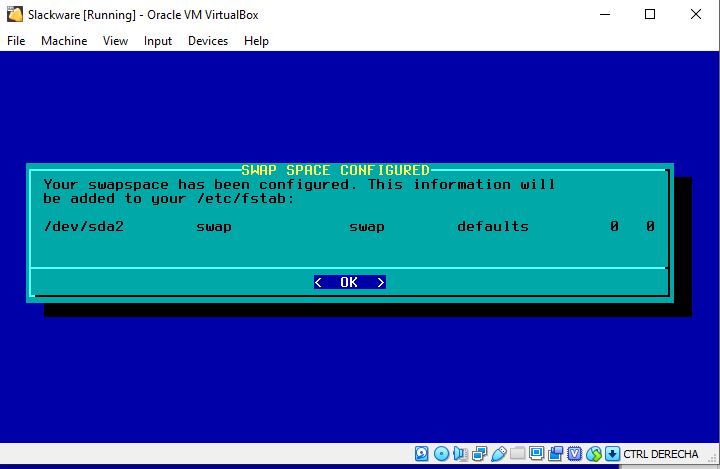 Slackware [Running] - Oracle VM VirtualBox
File Machine View Input Devices Help
SWAP SPACE CONFIGURED
Your swapspace has been configured. This information will
be added to your /etc/fstab:
/dev/sda2 swap swap defaults 0 0
< OK >
CTRL DERECHA